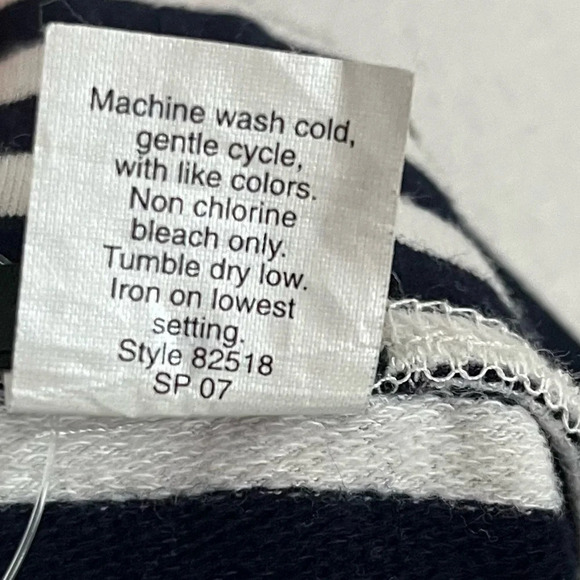 Machine wash cold,
gentle cycle,
with like colors.
Non chlorine
bleach only.
Tumble dry low.
Iron on lowest
setting.
Style 82518
SP 07